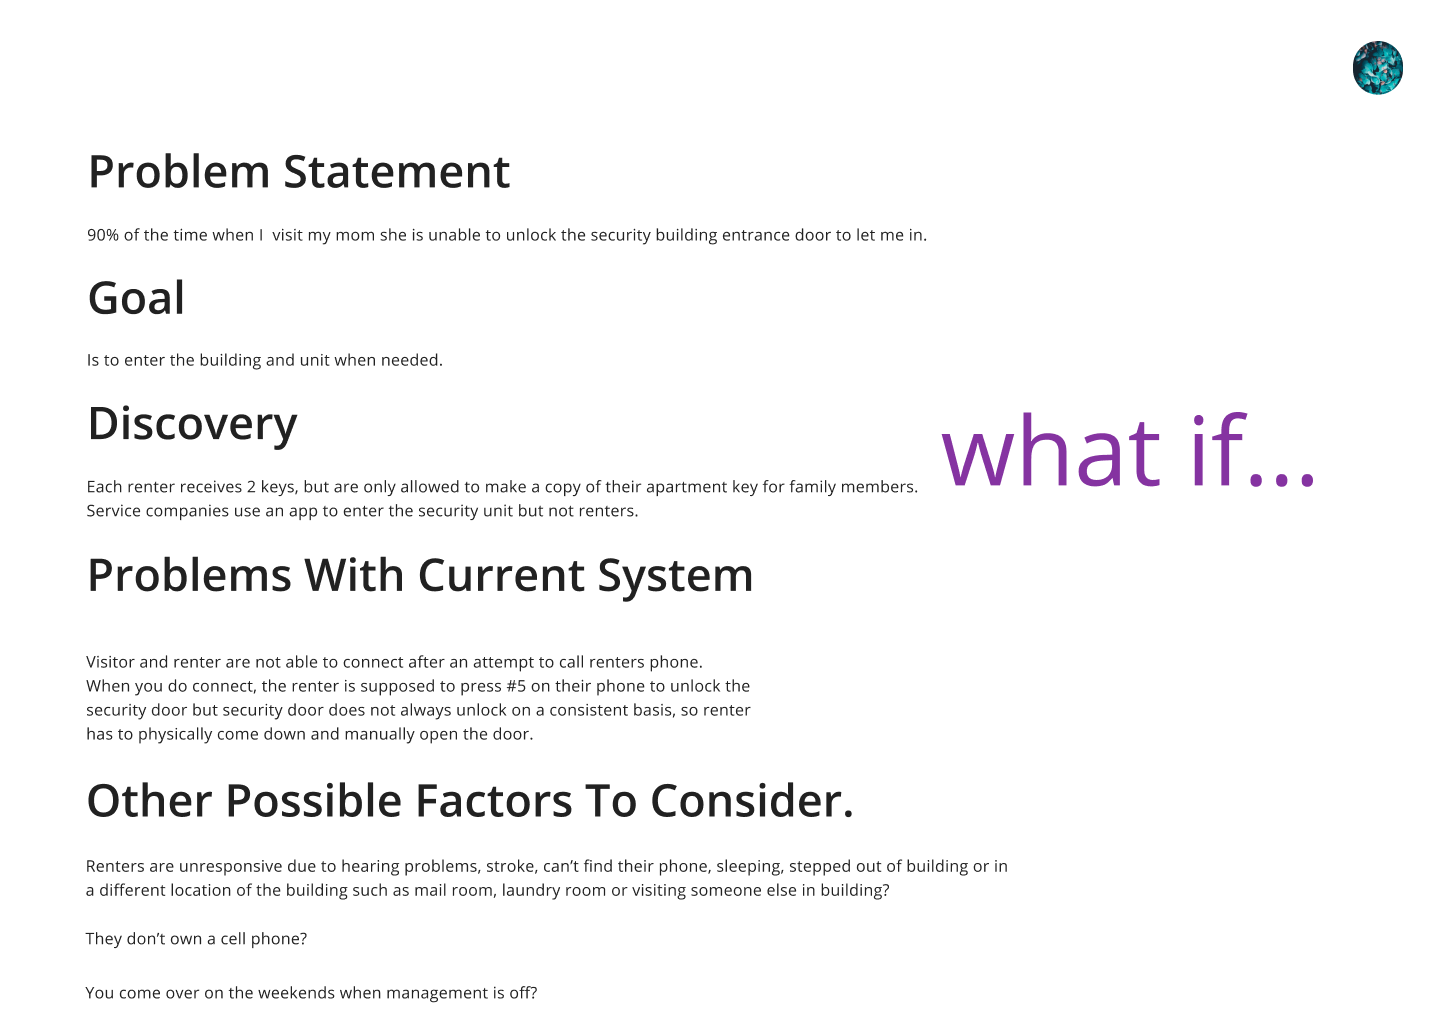 Problem Statement
90% of the time when I  visit my mom she is unable to unlock the security building entrance door to let me in.
Goal
Is to enter the building and unit when needed.
Discovery
what if...
Each renter receives 2 keys, but are only allowed to make a copy of their apartment key for family members.
Service companies use an app to enter the security unit but not renters.
Problems With Current System
Visitor and renter are not able to connect after an attempt to call renters phone.
When you do connect, the renter is supposed to press #5 on their phone to unlock the
security door but security door does not always unlock on a consistent basis, so renter
has to physically come down and manually open the door.
Other Possible Factors To Consider.
Renters are unresponsive due to hearing problems, stroke, can’t find their phone, sleeping, stepped out of building or in
a different location of the building such as mail room, laundry room or visiting someone else in building?
They don’t own a cell phone?
You come over on the weekends when management is off?